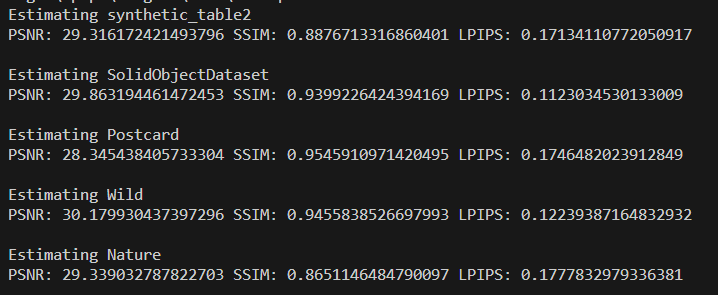 Estimating synthetic_table2
PSNR: 29.316172421493796 SSIM: 0.8876713316860401 LPIPS: 0.17134110772050917
Estimating SolidObjectDataset
PSNR: 29.863194461472453 SSIM: 0.9399226424394169 LPIPS: 0.1123034530133009
Estimating Postcard
PSNR: 28.345438405733304 SSIM: 0.9545910971420495 LPIPS: 0.1746482023912849
Estimating Wild
PSNR: 30.179930437397296 SSIM: 0.9455838526697993 LPIPS: 0.12239387164832932
Estimating Nature
PSNR: 29.339032787822703 SSIM: 0.8651146484790097 LPIPS: 0.1777832979336381